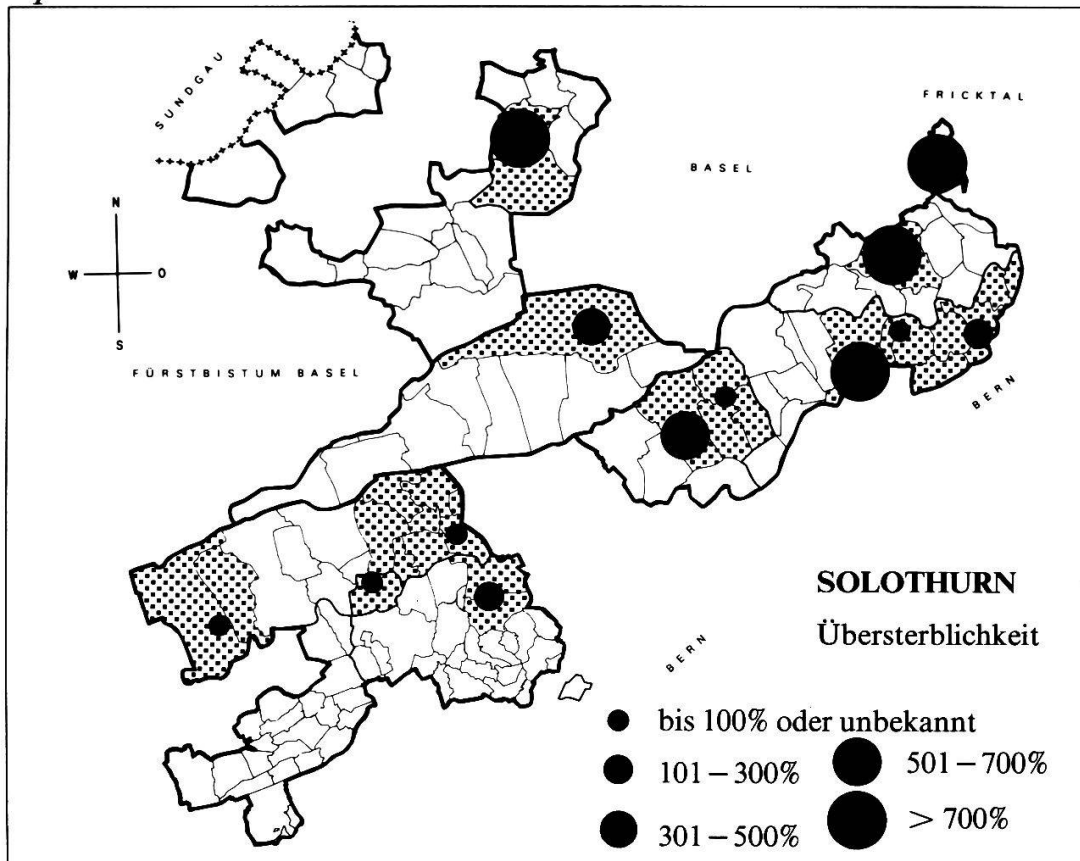 SUNDGAU
FRICKTAL
BASEL
N
W O
S
FÜRSTBISTUM BASEL
BERN
SOLOTHURN
Übersterblichkeit
BERN
bis 100% oder unbekannt
101 – 300%
501 – 700%
301 – 500%
> 700%